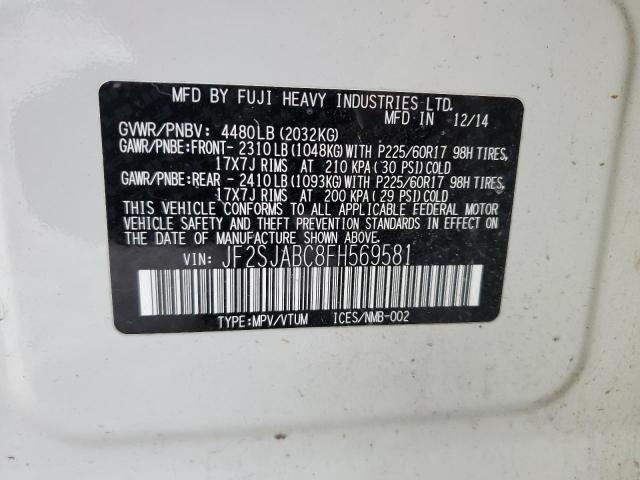 MFD BY FUJI HEAVY INDUSTRIES LTD.
MFD IN 12/14
GVWR/PNBV: 4480LB(2032KG)
GAWR/PNBE:FRONT- 2310LB(1048KG)WITH P225/60R17 98H TIRES,
17X7J RIMS AT 210 KPA(30 PSI)COLD
GAWR/PNBE:REAR - 2410LB(1093KG)WITH P225/60R17 98H TIRES,
17X7J RIMS AT 200 KPA(29 PSI)COLD
THIS VEHICLE CONFORMS TO ALL APPLICABLE FEDERAL MOTOR
VEHICLE SAFETY, BUMPER, AND THEFT PREVENTION STANDARDS IN EFFECT ON
THE DATE OF MANUFACTURE SHOWN ABOVE.
VIN: JF2SJABC8FH569581
TYPE:MPV/VTUM ICES/NMB-002